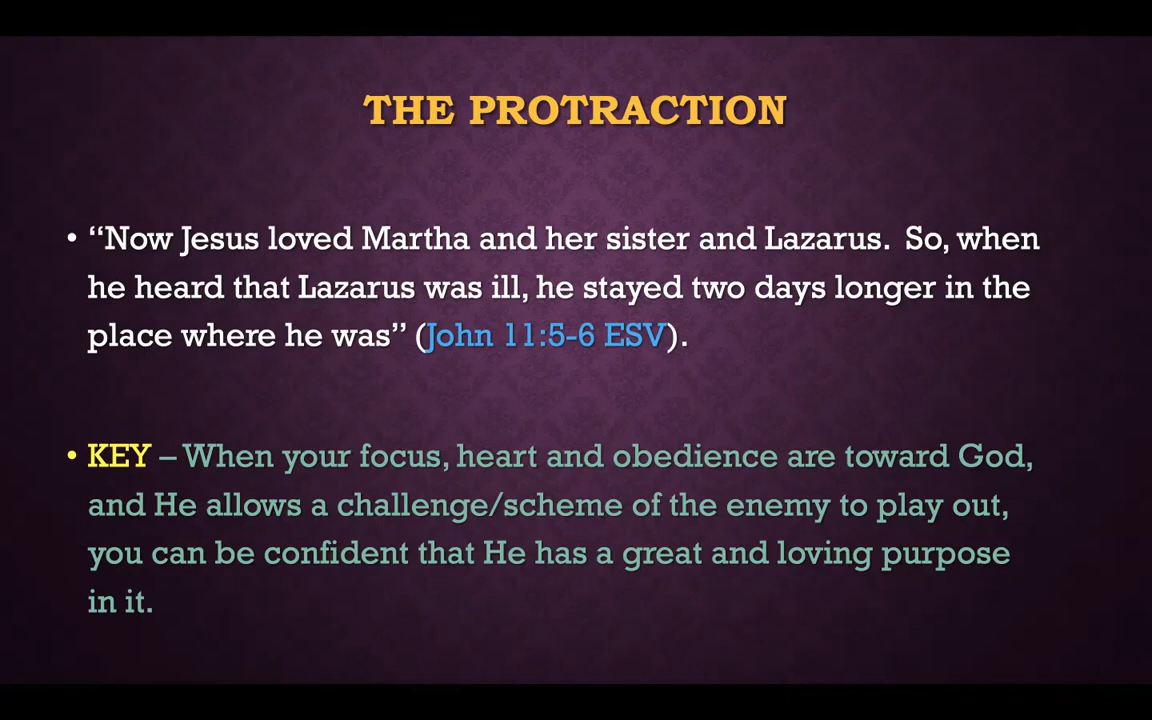 THE PROTRACTION
• “Now Jesus loved Martha and her sister and Lazarus.  So, when
he heard that Lazarus was ill, he stayed two days longer in the
place where he was” (John 11:5-6 ESV).
• KEY – When your focus, heart and obedience are toward God,
and He allows a challenge/scheme of the enemy to play out,
you can be confident that He has a great and loving purpose
in it.